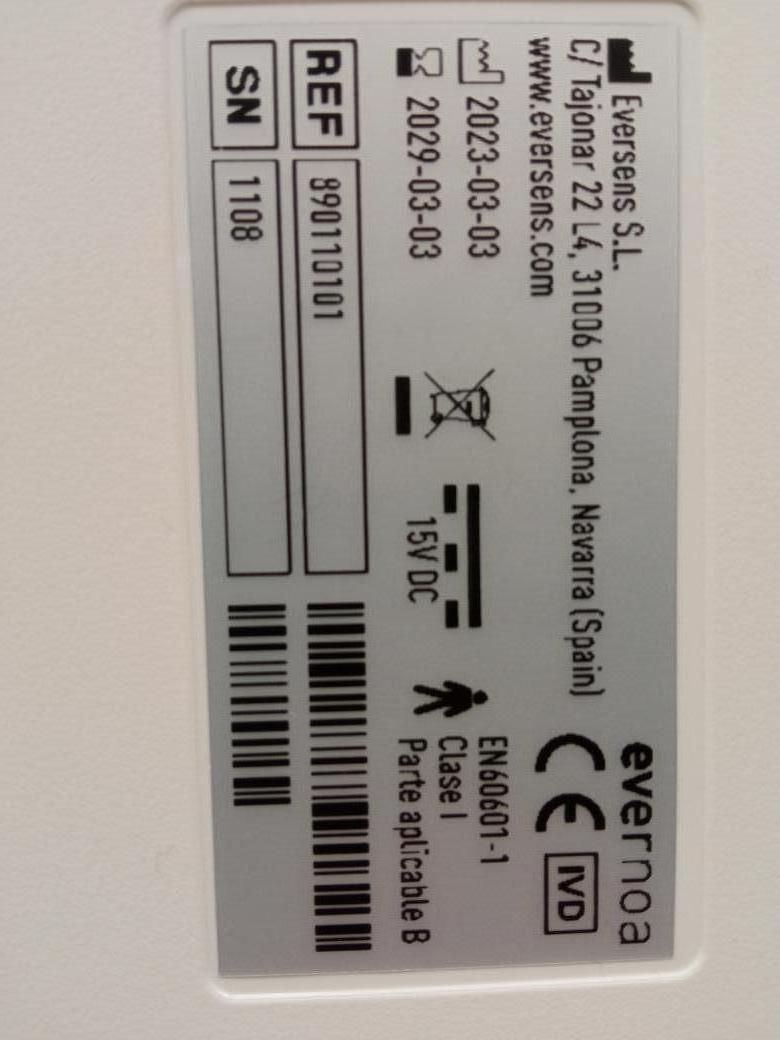 Eversens S.L.
C/ Tajonar 22 L4, 31006 Pamplona, Navarra (Spain)
www.eversens.com
evernoa
CE IVD
2023-03-03
2029-03-03
15V DC
EN60601-1
Clase I
Parte aplicable B
REF 890110101
SN 1108